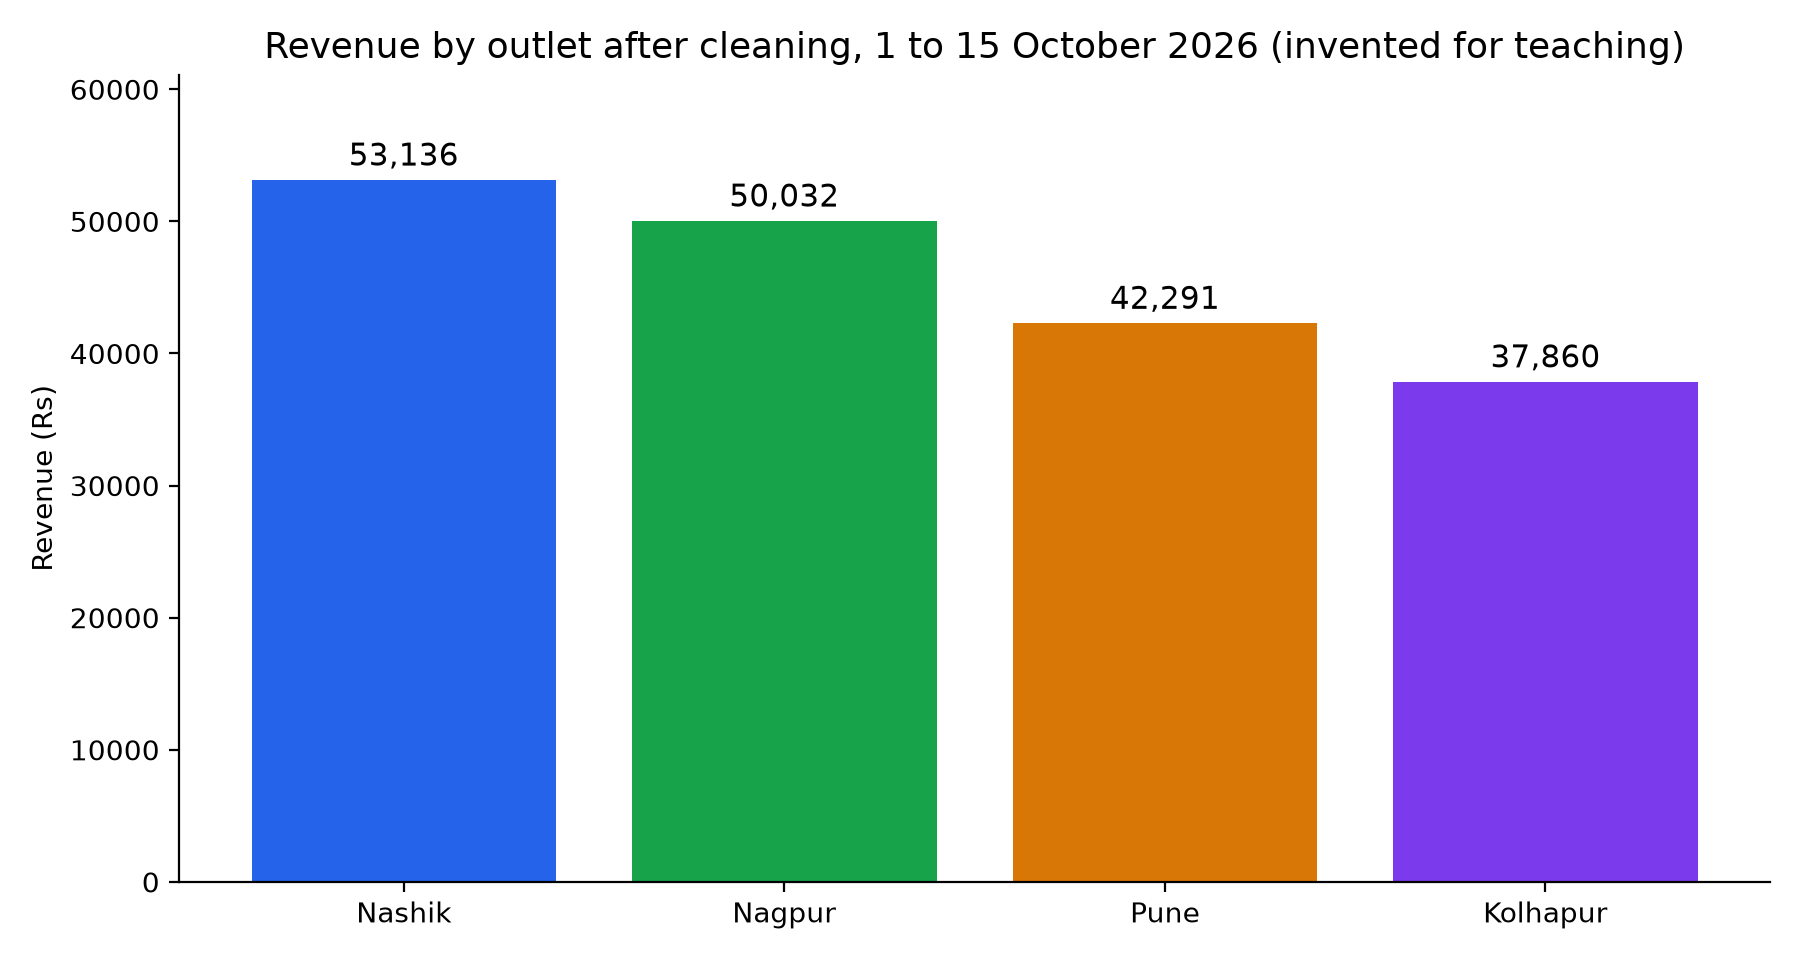 Revenue by outlet after cleaning, 1 to 15 October 2026 (invented for teaching)
60000
50000
40000
30000
20000
10000
0
Revenue (Rs)
53,136
50,032
42,291
37,860
Nashik
Nagpur
Pune
Kolhapur